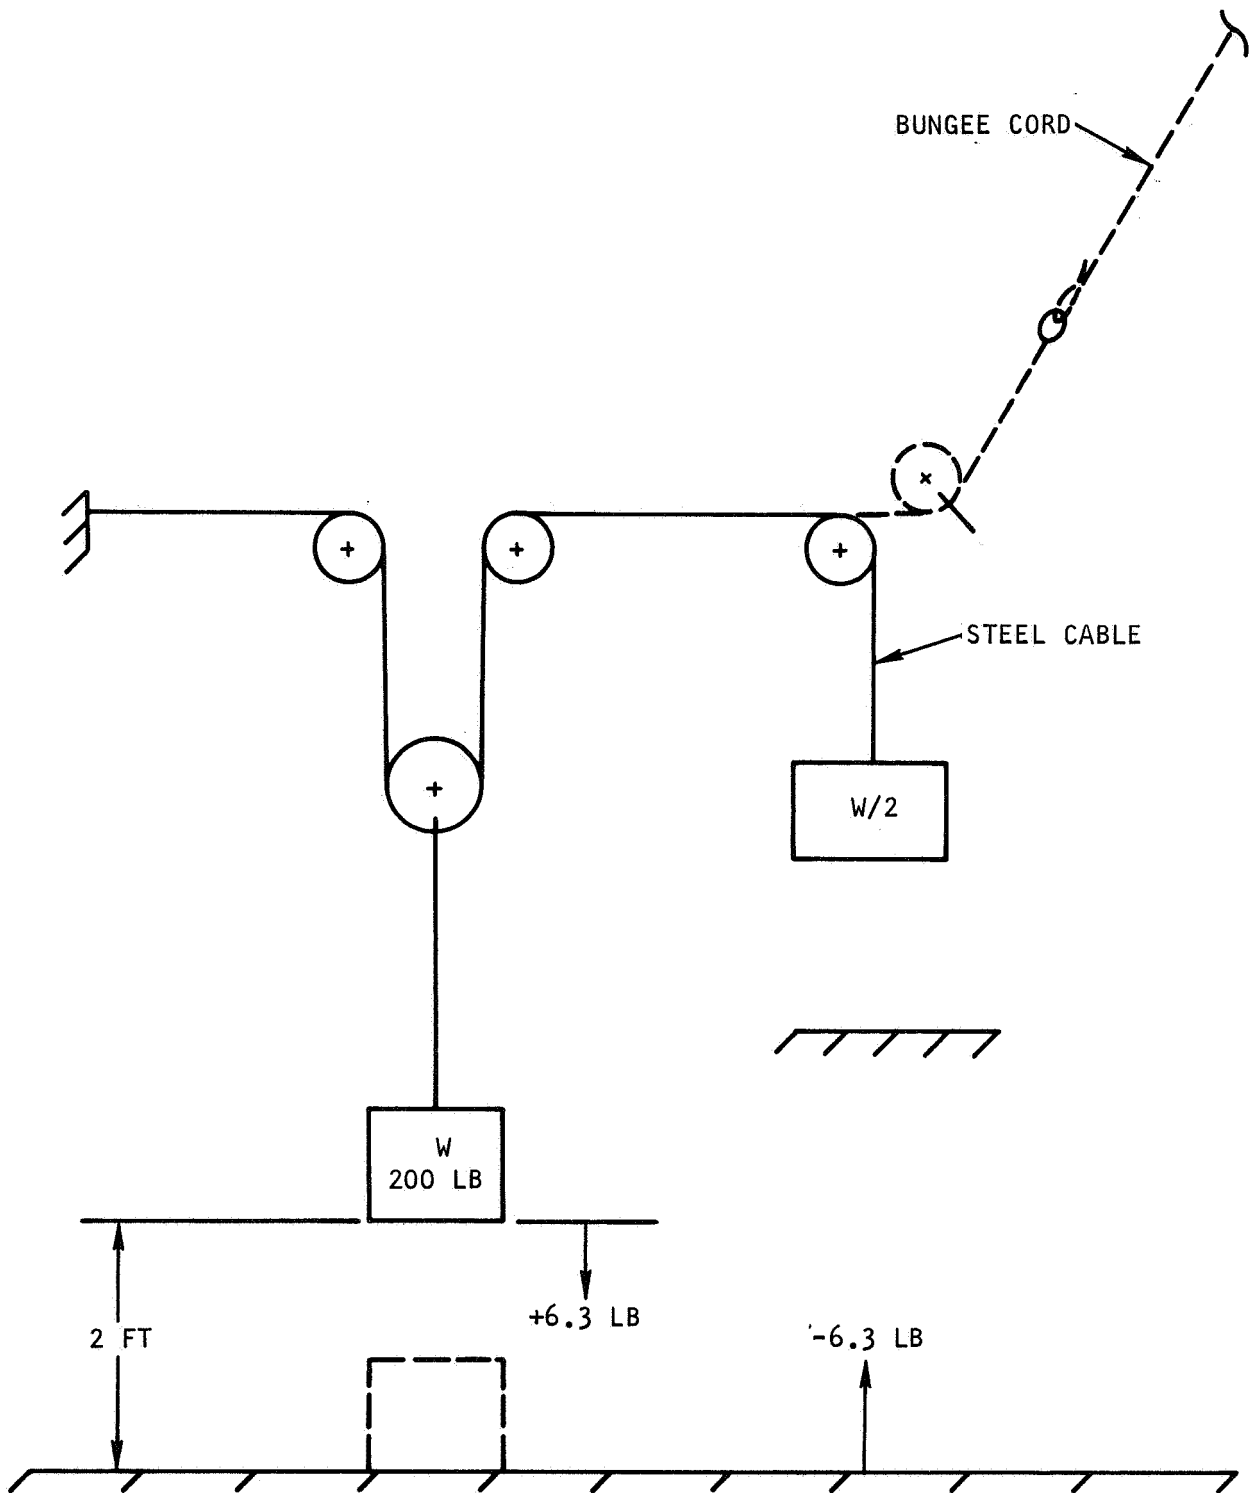 BUNGEE CORD
STEEL CABLE
W/2
W
200 LB
+6.3 LB
2 FT
-6.3 LB